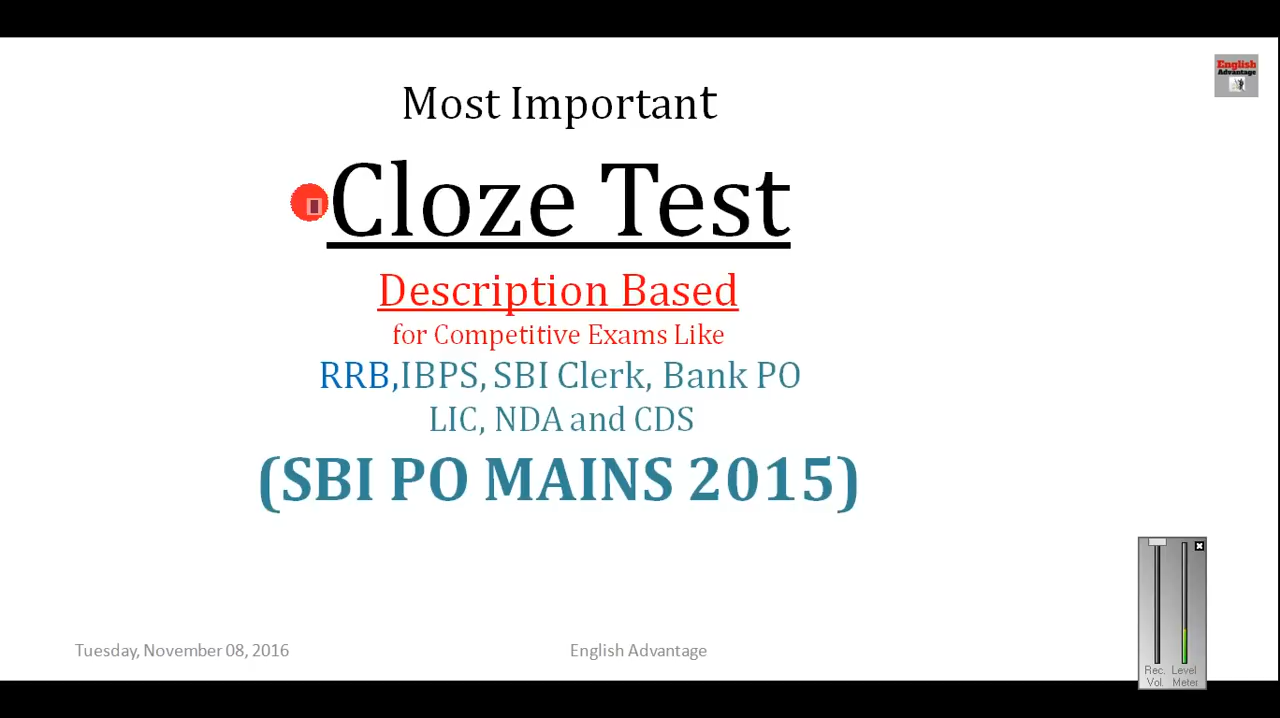 English
Advantage
Most Important
Cloze Test
Description Based
for Competitive Exams Like
RRB,IBPS, SBI Clerk, Bank PO
LIC, NDA and CDS
(SBI PO MAINS 2015)
Tuesday, November 08, 2016
English Advantage
Rec. Level
Vol. Meter